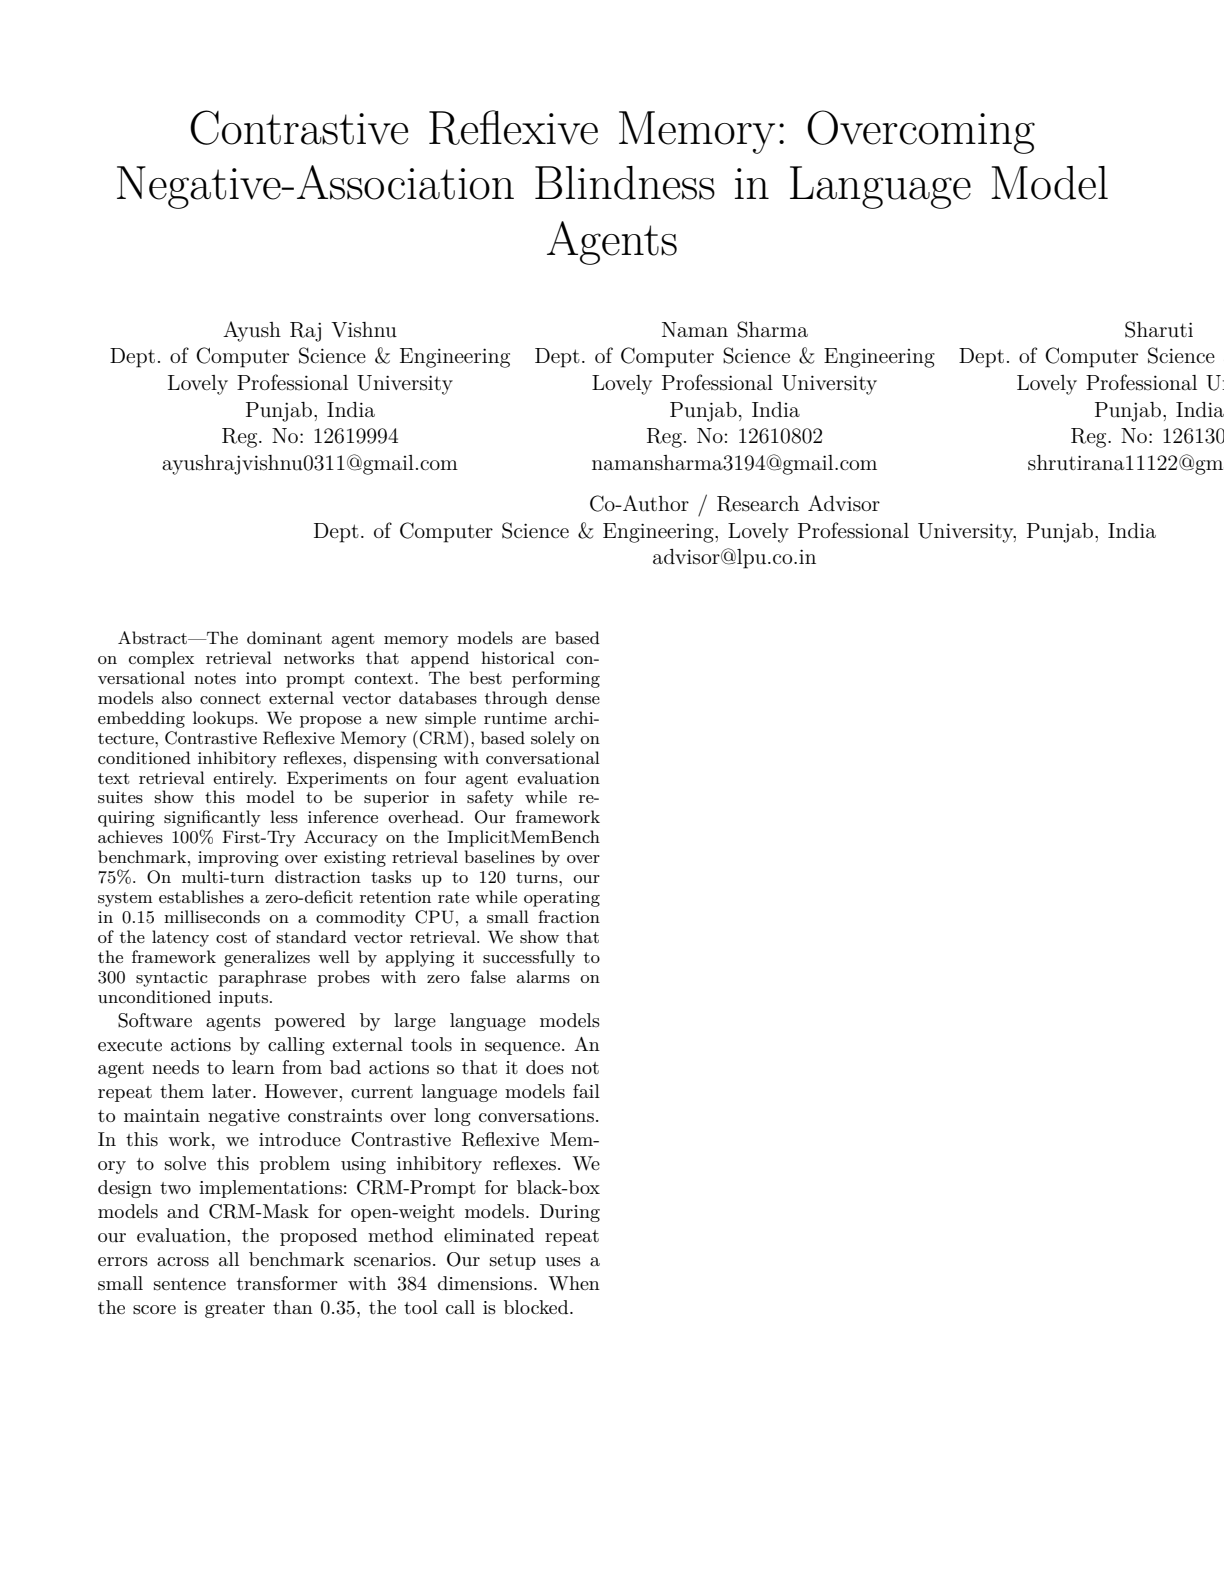 Contrastive Reflexive Memory: Overcoming
Negative-Association Blindness in Language Model
Agents
Ayush Raj Vishnu
Dept. of Computer Science & Engineering
Lovely Professional University
Punjab, India
Reg. No: 12619994
ayushrajvishnu0311@gmail.com
Naman Sharma
Dept. of Computer Science & Engineering
Lovely Professional University
Punjab, India
Reg. No: 12610802
namansharma3194@gmail.com
Sharuti
Dept. of Computer Science
Lovely Professional U
Punjab, India
Reg. No: 126130
shrutirana11122@gm
Co-Author / Research Advisor
Dept. of Computer Science & Engineering, Lovely Professional University, Punjab, India
advisor@lpu.co.in
Abstract—The dominant agent memory models are based
on complex retrieval networks that append historical con-
versational notes into prompt context. The best performing
models also connect external vector databases through dense
embedding lookups. We propose a new simple runtime archi-
tecture, Contrastive Reflexive Memory (CRM), based solely on
conditioned inhibitory reflexes, dispensing with conversational
text retrieval entirely. Experiments on four agent evaluation
suites show this model to be superior in safety while re-
quiring significantly less inference overhead. Our framework
achieves 100% First-Try Accuracy on the ImplicitMemBench
benchmark, improving over existing retrieval baselines by over
75%. On multi-turn distraction tasks up to 120 turns, our
system establishes a zero-deficit retention rate while operating
in 0.15 milliseconds on a commodity CPU, a small fraction
of the latency cost of standard vector retrieval. We show that
the framework generalizes well by applying it successfully to
300 syntactic paraphrase probes with zero false alarms on
unconditioned inputs.
Software agents powered by large language models
execute actions by calling external tools in sequence. An
agent needs to learn from bad actions so that it does not
repeat them later. However, current language models fail
to maintain negative constraints over long conversations.
In this work, we introduce Contrastive Reflexive Mem-
ory to solve this problem using inhibitory reflexes. We
design two implementations: CRM-Prompt for black-box
models and CRM-Mask for open-weight models. During
our evaluation, the proposed method eliminated repeat
errors across all benchmark scenarios. Our setup uses a
small sentence transformer with 384 dimensions. When
the score is greater than 0.35, the tool call is blocked.